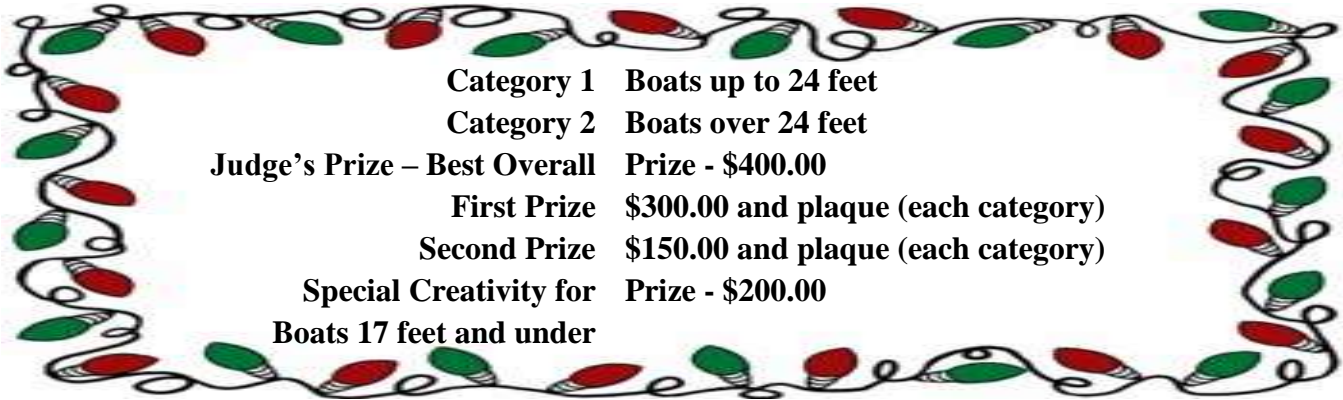 Category 1 Boats up to 24 feet
Category 2 Boats over 24 feet
Judge's Prize – Best Overall Prize - $400.00
First Prize $300.00 and plaque (each category)
Second Prize $150.00 and plaque (each category)
Special Creativity for Prize - $200.00
Boats 17 feet and under